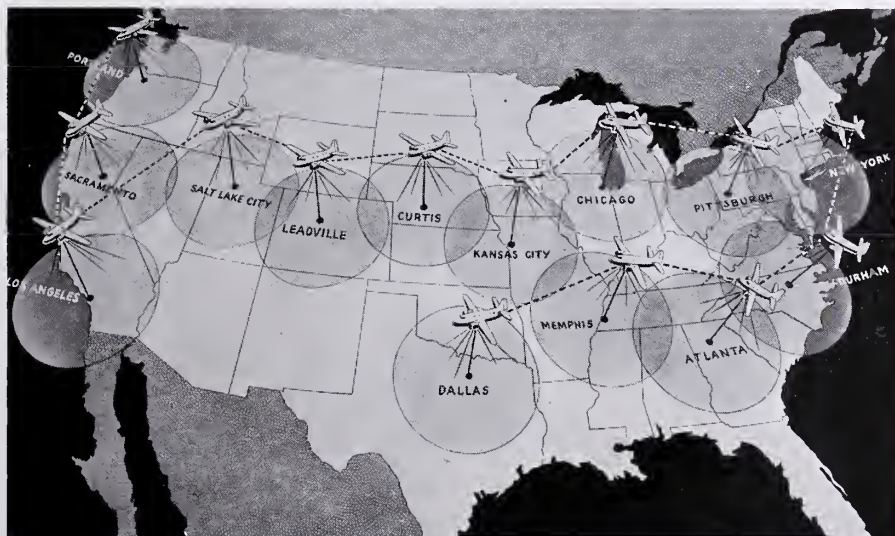 PORTLAND
SACRAMENTO
SALT LAKE CITY
LEADVILLE
CURTIS
KANSAS CITY
CHICAGO
PITTSBURGH
NEW YORK
LOS ANGELES
DALLAS
MEMPHIS
ATLANTA
DURHAM